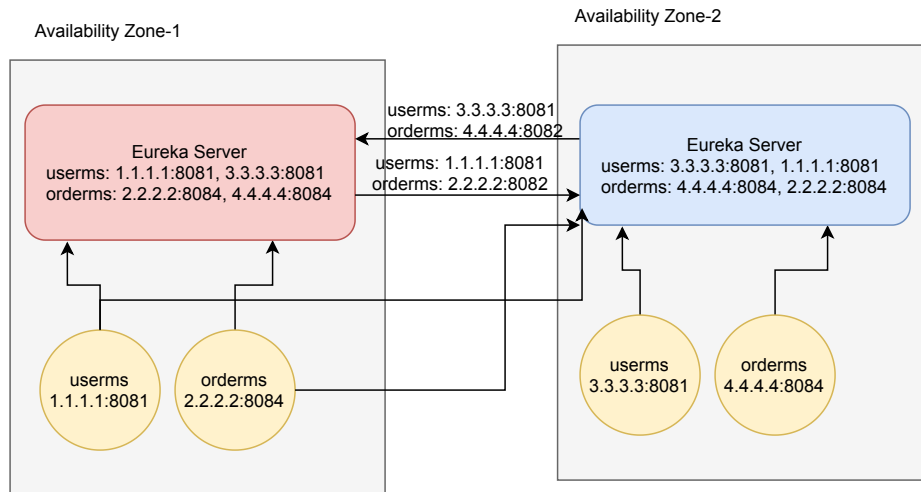 Availability Zone-1
Availability Zone-2
userms: 3.3.3.3:8081
orderms: 4.4.4.4:8082
Eureka Server
userms: 1.1.1.1:8081, 3.3.3.3:8081
orderms: 2.2.2.2:8084, 4.4.4.4:8084
userms: 1.1.1.1:8081
orderms: 2.2.2.2:8082
Eureka Server
userms: 3.3.3.3:8081, 1.1.1.1:8081
orderms: 4.4.4.4:8084, 2.2.2.2:8084
userms
1.1.1.1:8081
orderms
2.2.2.2:8084
userms
3.3.3.3:8081
orderms
4.4.4.4:8084